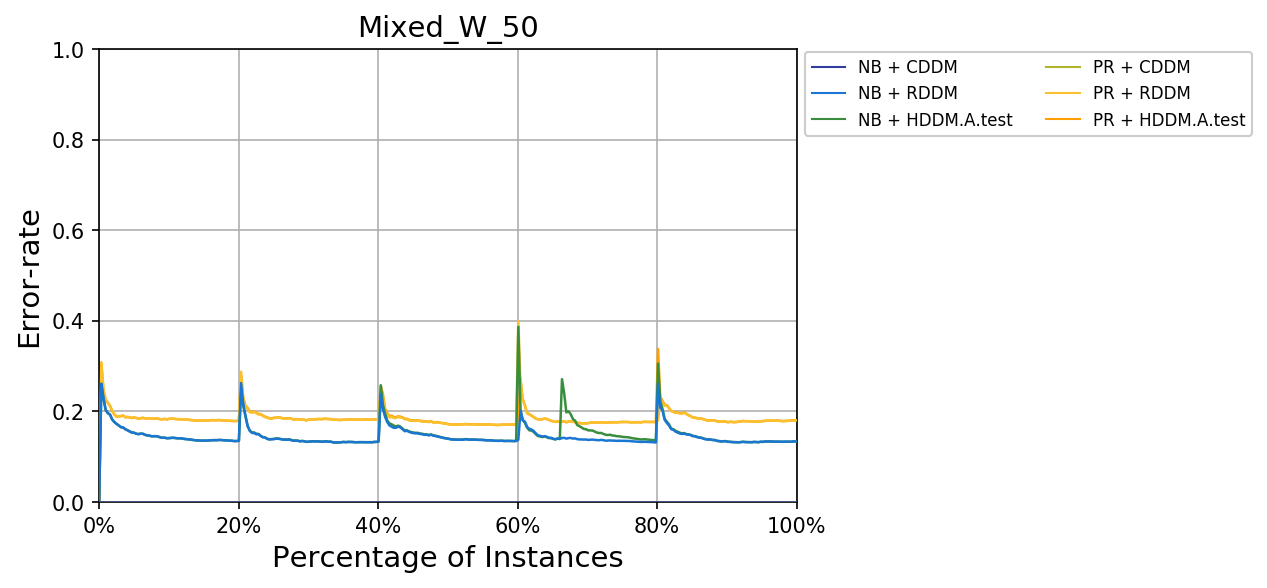 Mixed_W_50
1.0
0.8
0.6
0.4
0.2
0.0
Error-rate
0% 20% 40% 60% 80% 100%
Percentage of Instances
NB + CDDM
NB + RDDM
NB + HDDM.A.test
PR + CDDM
PR + RDDM
PR + HDDM.A.test